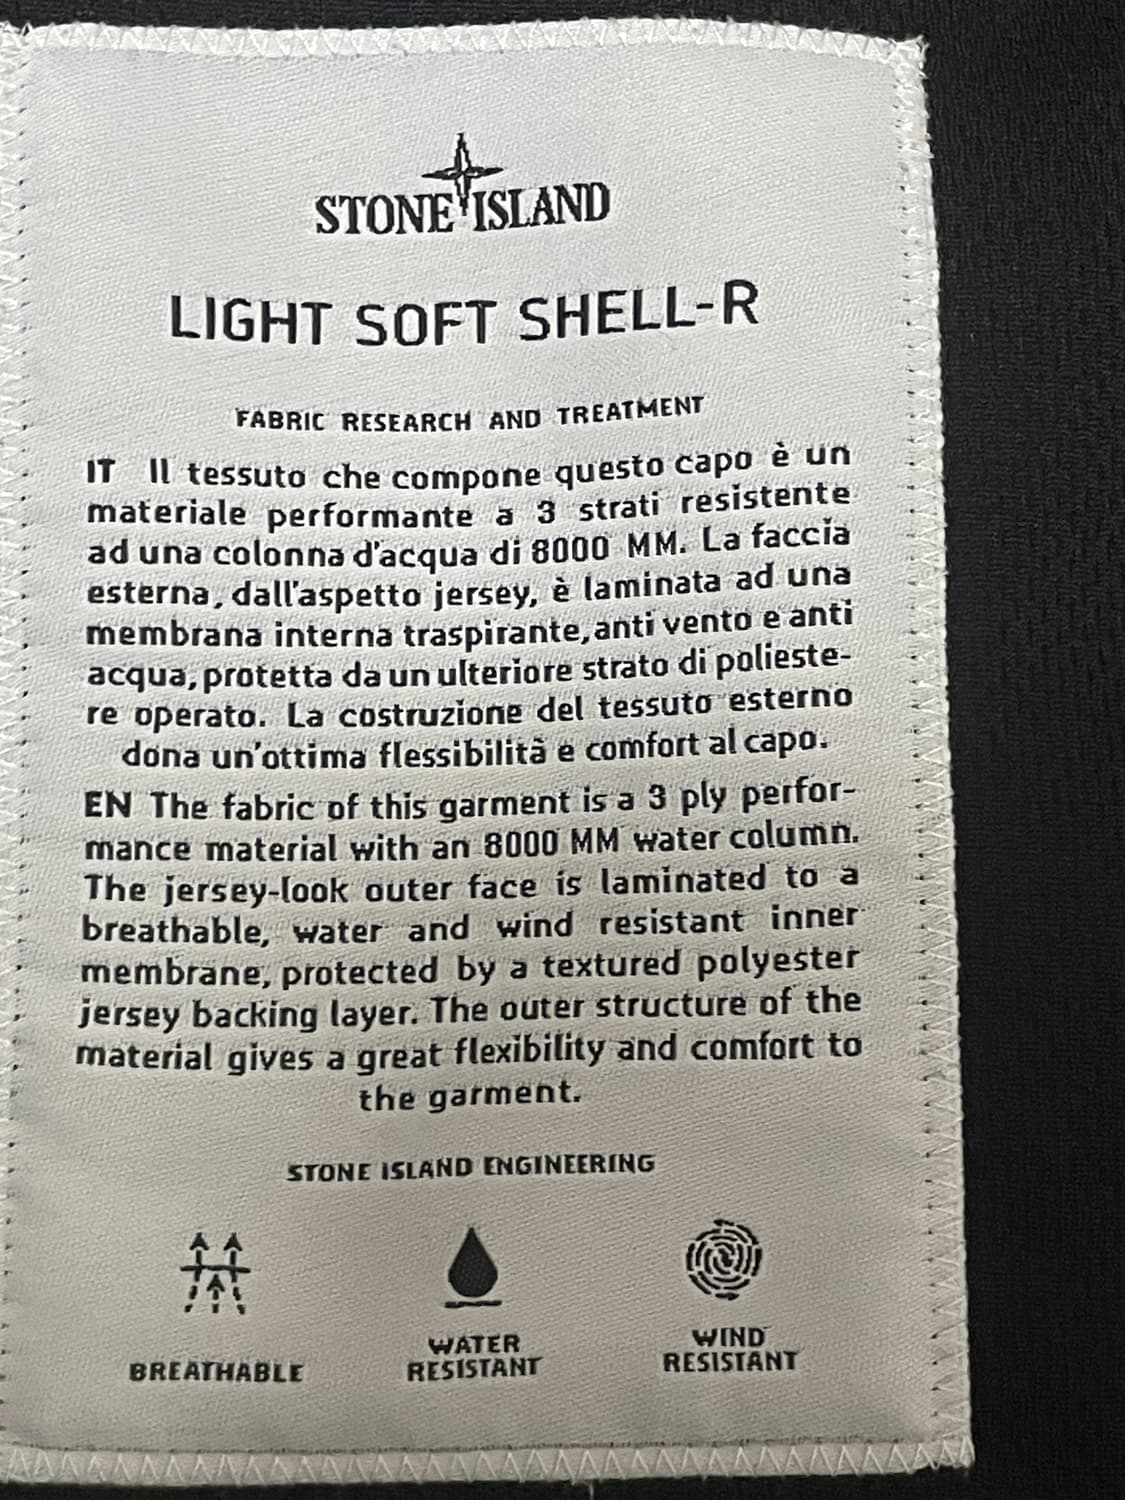 STONE ISLAND
LIGHT SOFT SHELL-R
FABRIC RESEARCH AND TREATMENT
IT Il tessuto che compone questo capo è un
materiale performante a 3 strati resistente
ad una colonna d'acqua di 8000 MM. La faccia
esterna, dall'aspetto jersey, è laminata ad una
membrana interna traspirante, anti vento e anti
acqua, protetta da un ulteriore strato di polieste-
re operato. La costruzione del tessuto esterno
dona un'ottima flessibilità e comfort al capo.
EN The fabric of this garment is a 3 ply perfor-
mance material with an 8000 MM water column.
The jersey-look outer face is laminated to a
breathable, water and wind resistant inner
membrane, protected by a textured polyester
jersey backing layer. The outer structure of the
material gives a great flexibility and comfort to
the garment.
STONE ISLAND ENGINEERING
BREATHABLE
WATER
RESISTANT
WIND
RESISTANT